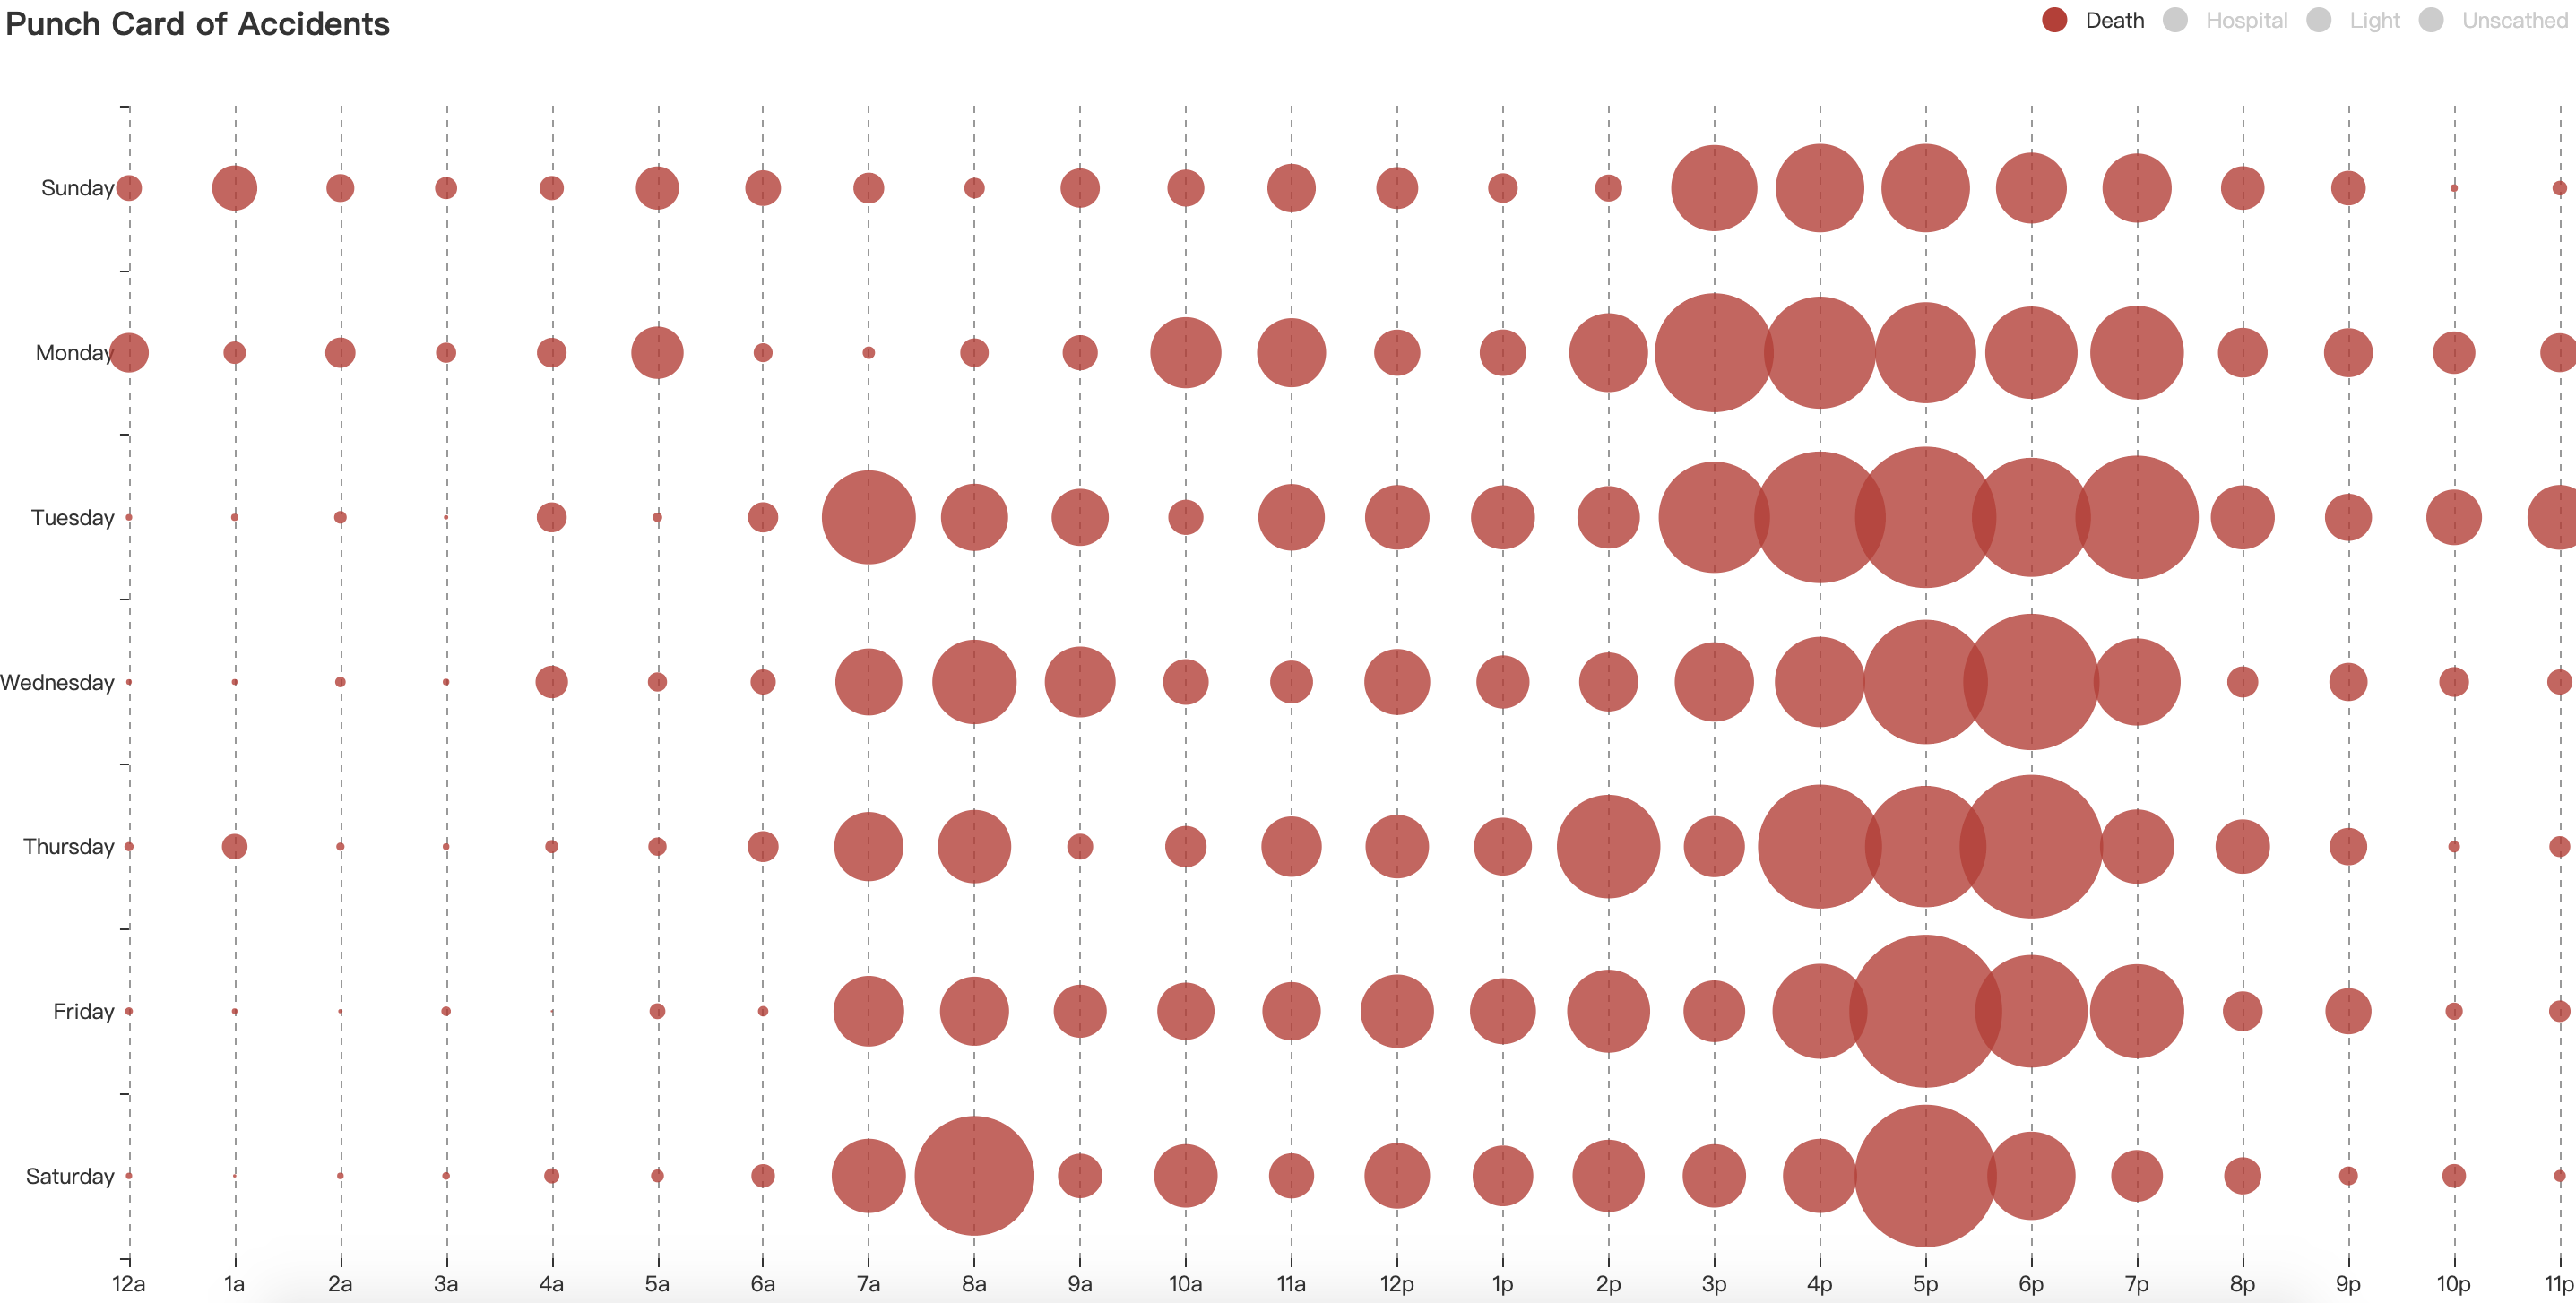 Punch Card of Accidents
Death Hospital Light Unscathed
Sunday
Monday
Tuesday
Wednesday
Thursday
Friday
Saturday
12a 1a 2a 3a 4a 5a 6a 7a 8a 9a 10a 11a 12p 1p 2p 3p 4p 5p 6p 7p 8p 9p 10p 11p